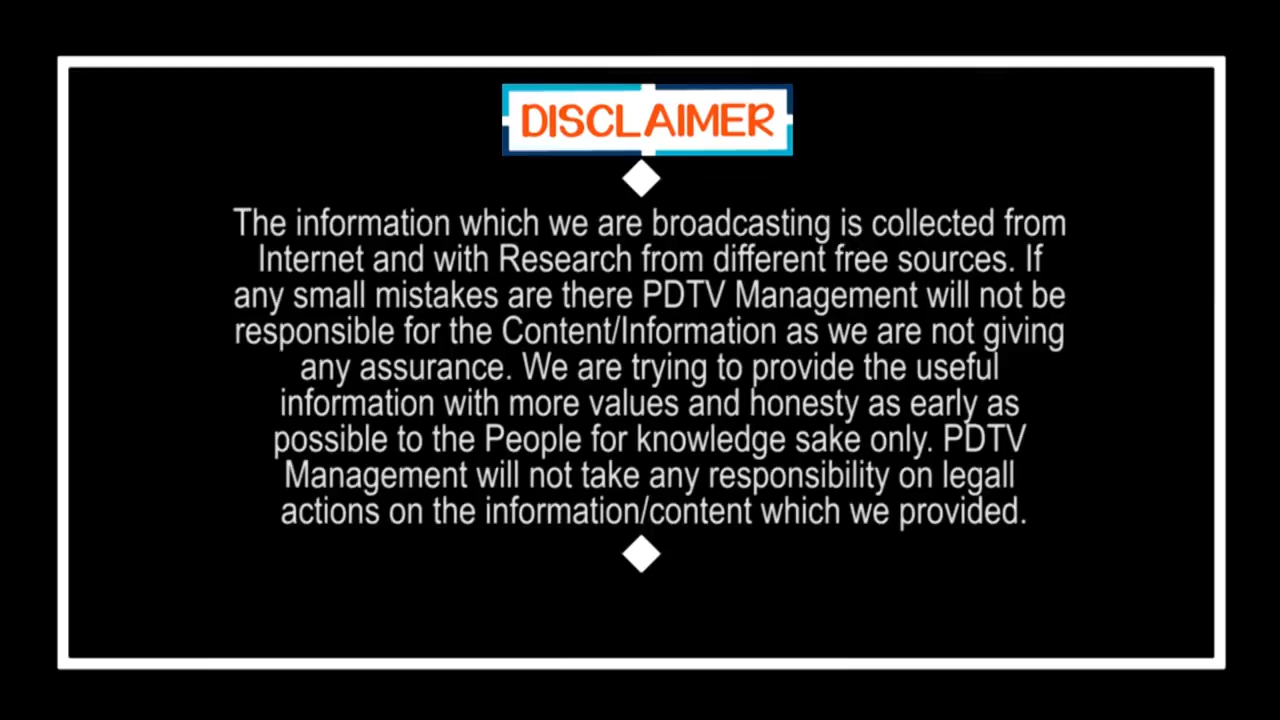 DISCLAIMER
The information which we are broadcasting is collected from
Internet and with Research from different free sources. If
any small mistakes are there PDTV Management will not be
responsible for the Content/Information as we are not giving
any assurance. We are trying to provide the useful
information with more values and honesty as early as
possible to the People for knowledge sake only. PDTV
Management will not take any responsibility on legall
actions on the information/content which we provided.